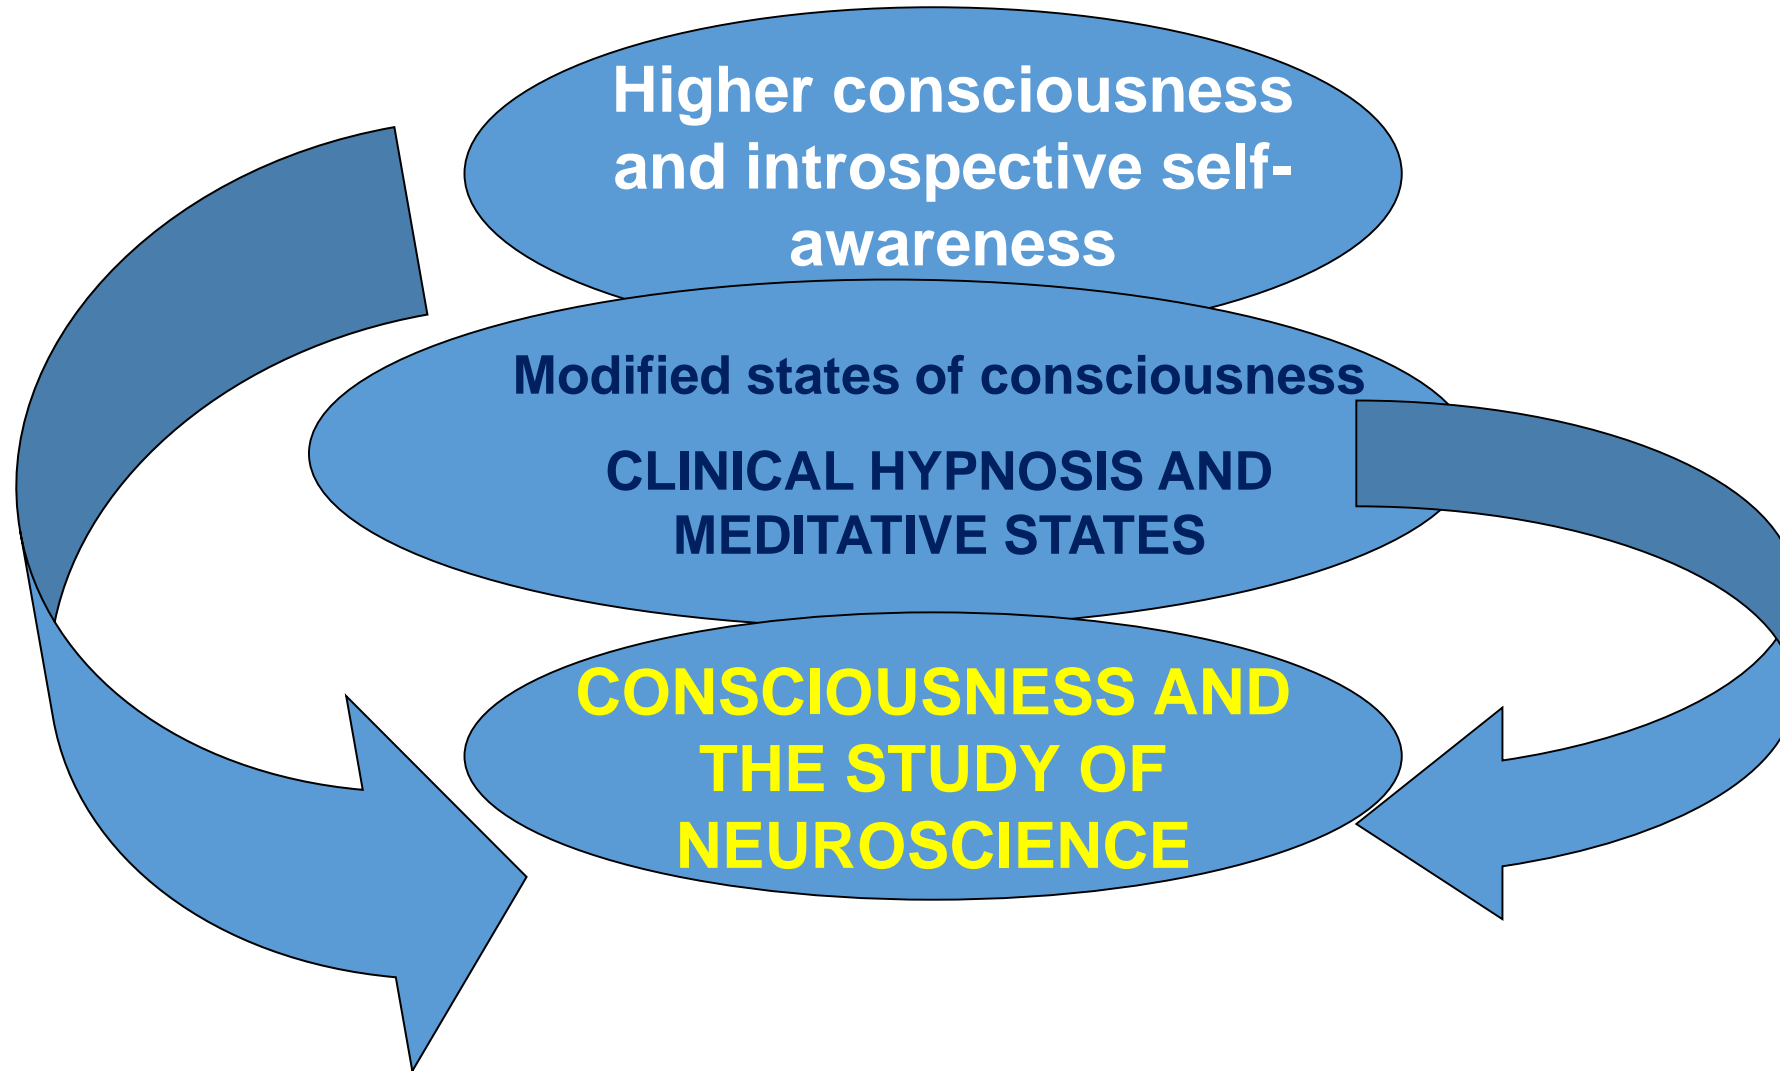 Higher consciousness
and introspective self-
awareness
Modified states of consciousness
CLINICAL HYPNOSIS AND
MEDITATIVE STATES
CONSCIOUSNESS AND
THE STUDY OF
NEUROSCIENCE